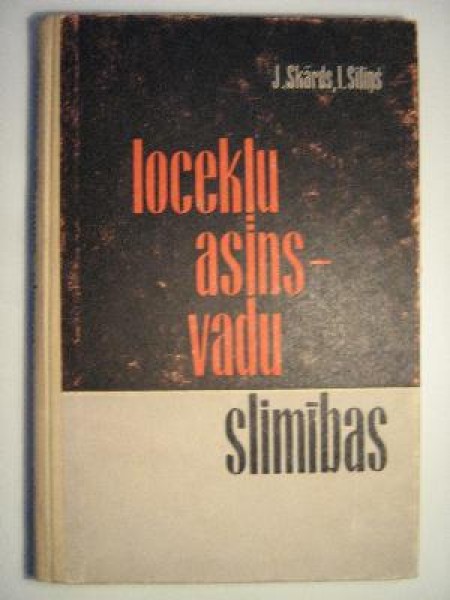 J. Skārds, I. Siliņš
locekļu
asins-
vadu
slimības